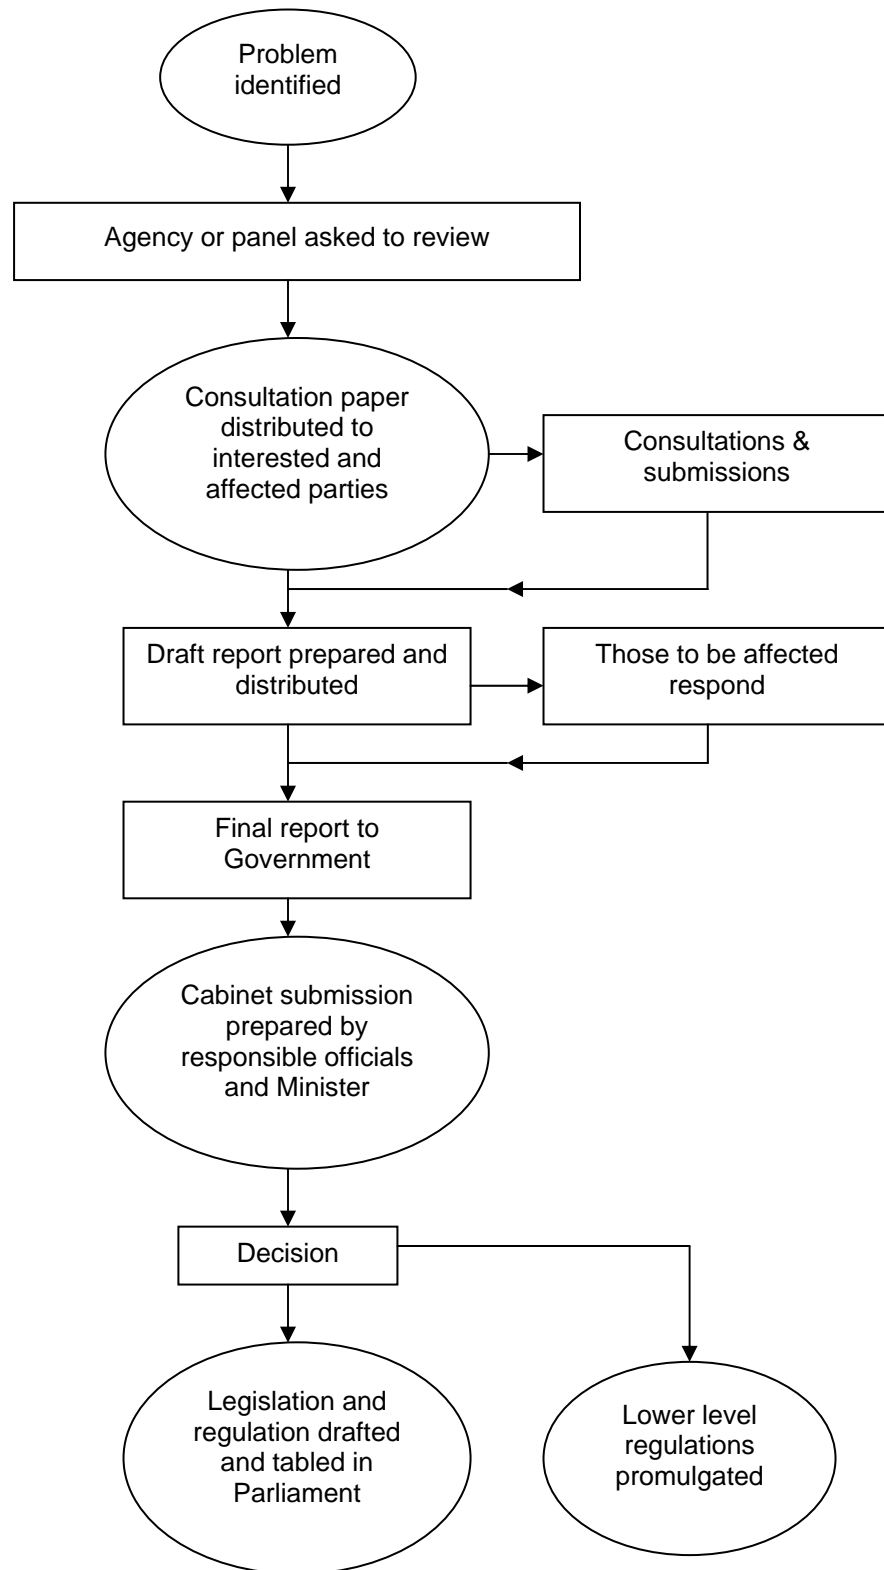 Problem
identified
Agency or panel asked to review
Consultation paper
distributed to
interested and
affected parties
Consultations &
submissions
Draft report prepared and
distributed
Those to be affected
respond
Final report to
Government
Cabinet submission
prepared by
responsible officials
and Minister
Decision
Legislation and
regulation drafted
and tabled in
Parliament
Lower level
regulations
promulgated